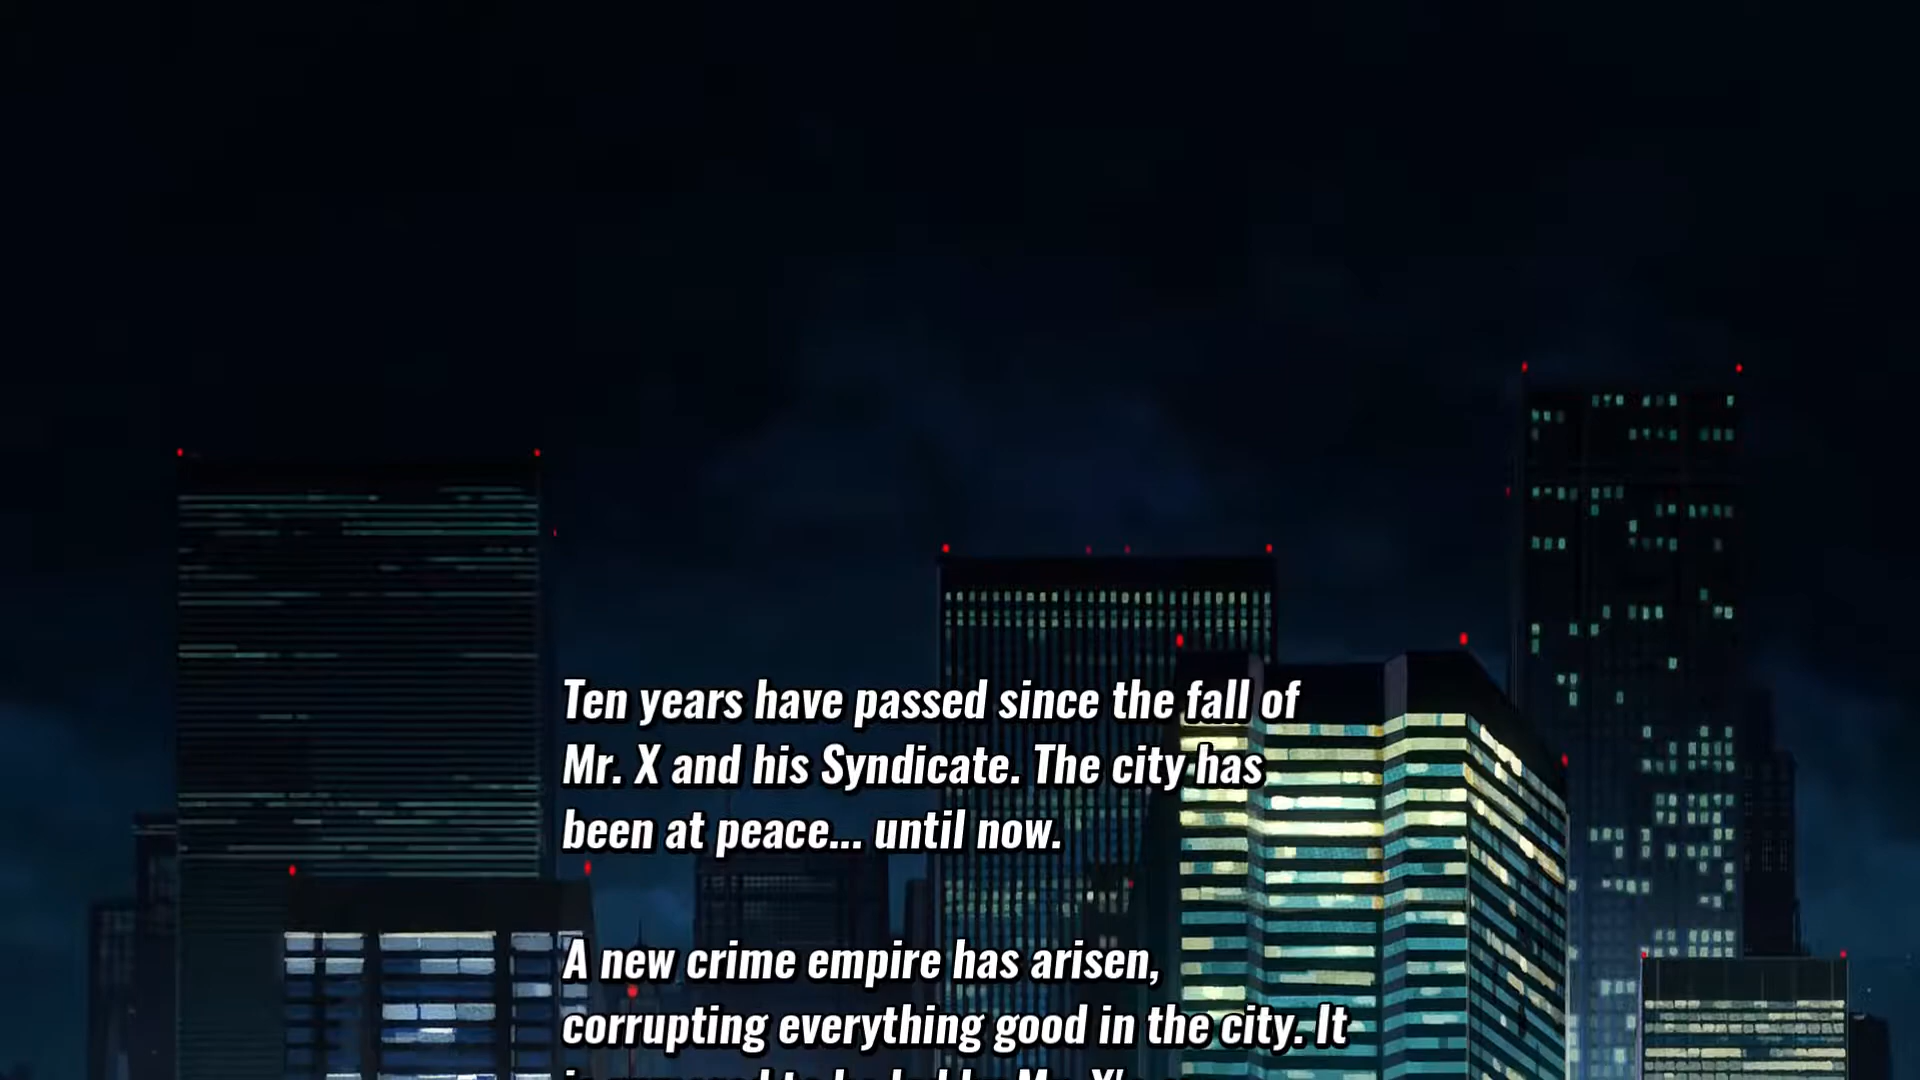 Ten years have passed since the fall of
Mr. X and his Syndicate. The city has
been at peace... until now.
A new crime empire has arisen,
corrupting everything good in the city. It